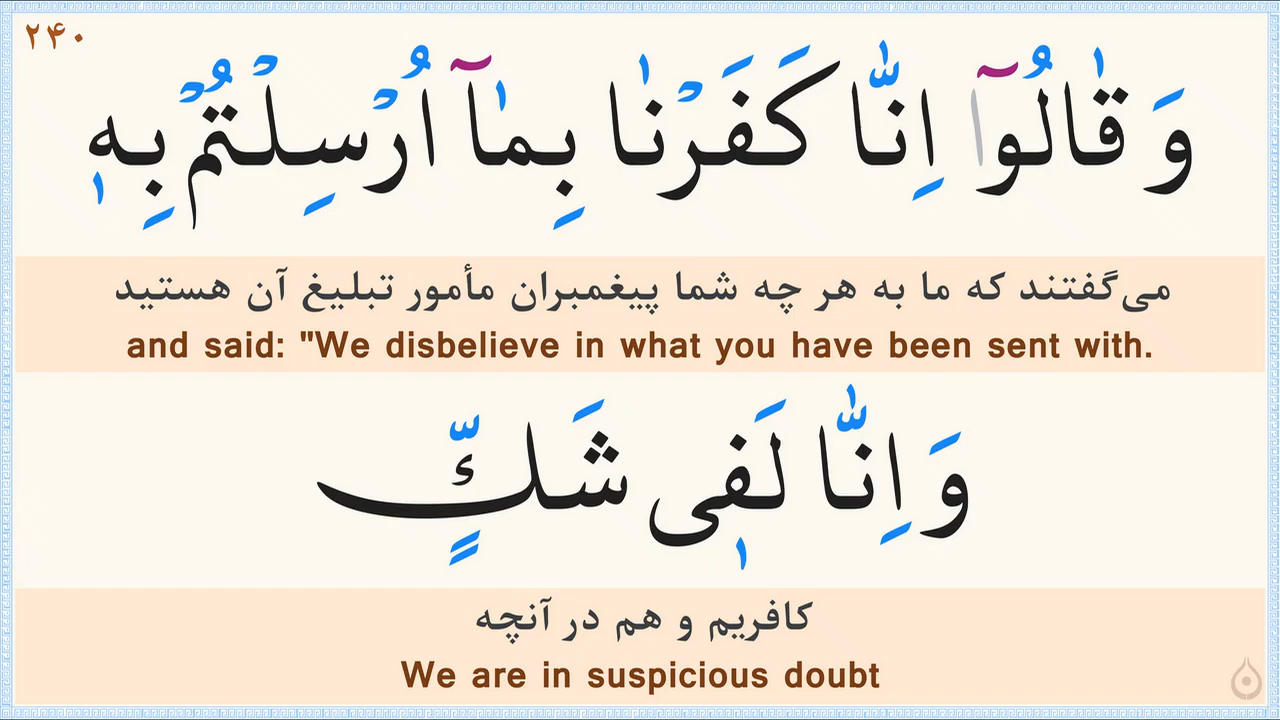 ۲۴۰
وَ قٰالُوٓا اِنّٰا كَفَرْنٰا بِمٰٓا اُرْسِلْتُمْ بِهٖ
می‌گفتند که ما به هر چه شما پیغمبران مأمور تبلیغ آن هستید
and said: "We disbelieve in what you have been sent with.
وَ اِنّٰا لَفٖی شَكٍّ
کافریم و هم در آنچه
We are in suspicious doubt